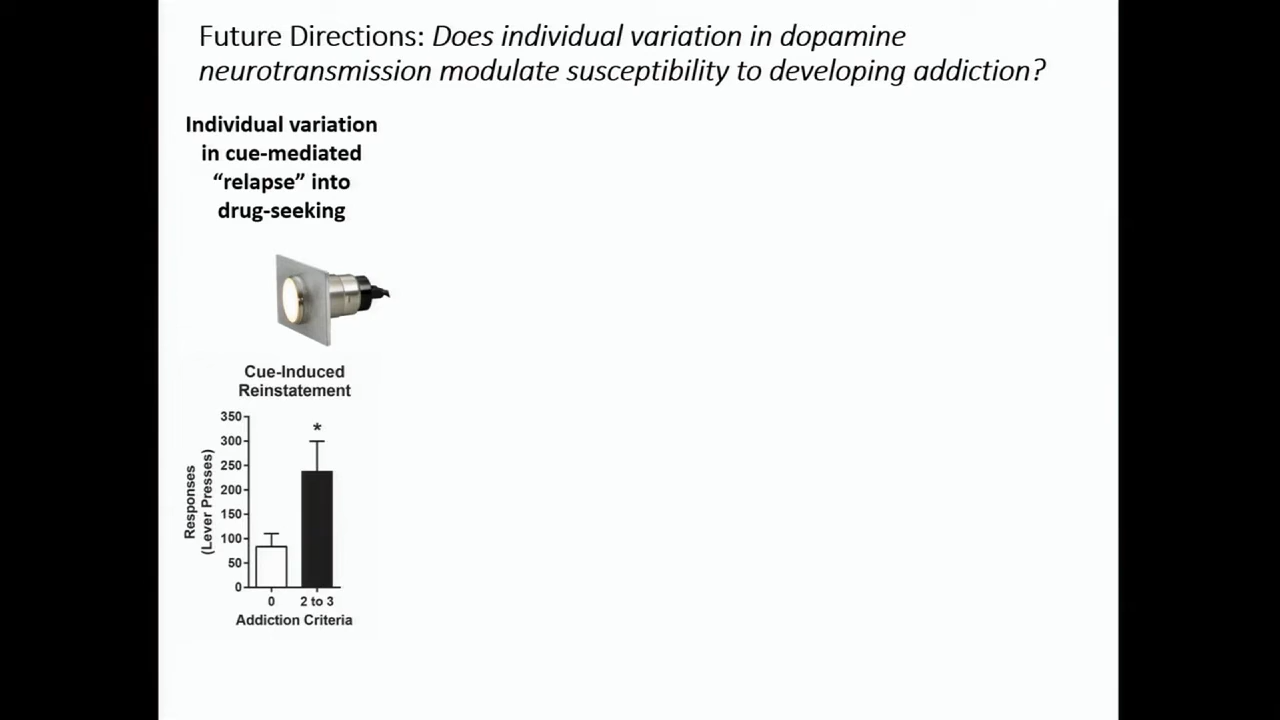 Future Directions: Does individual variation in dopamine
neurotransmission modulate susceptibility to developing addiction?
Individual variation
in cue-mediated
“relapse” into
drug-seeking
Cue-Induced
Reinstatement
Responses
(Lever Presses)
350
300
250
200
150
100
50
0
*
0
2 to 3
Addiction Criteria